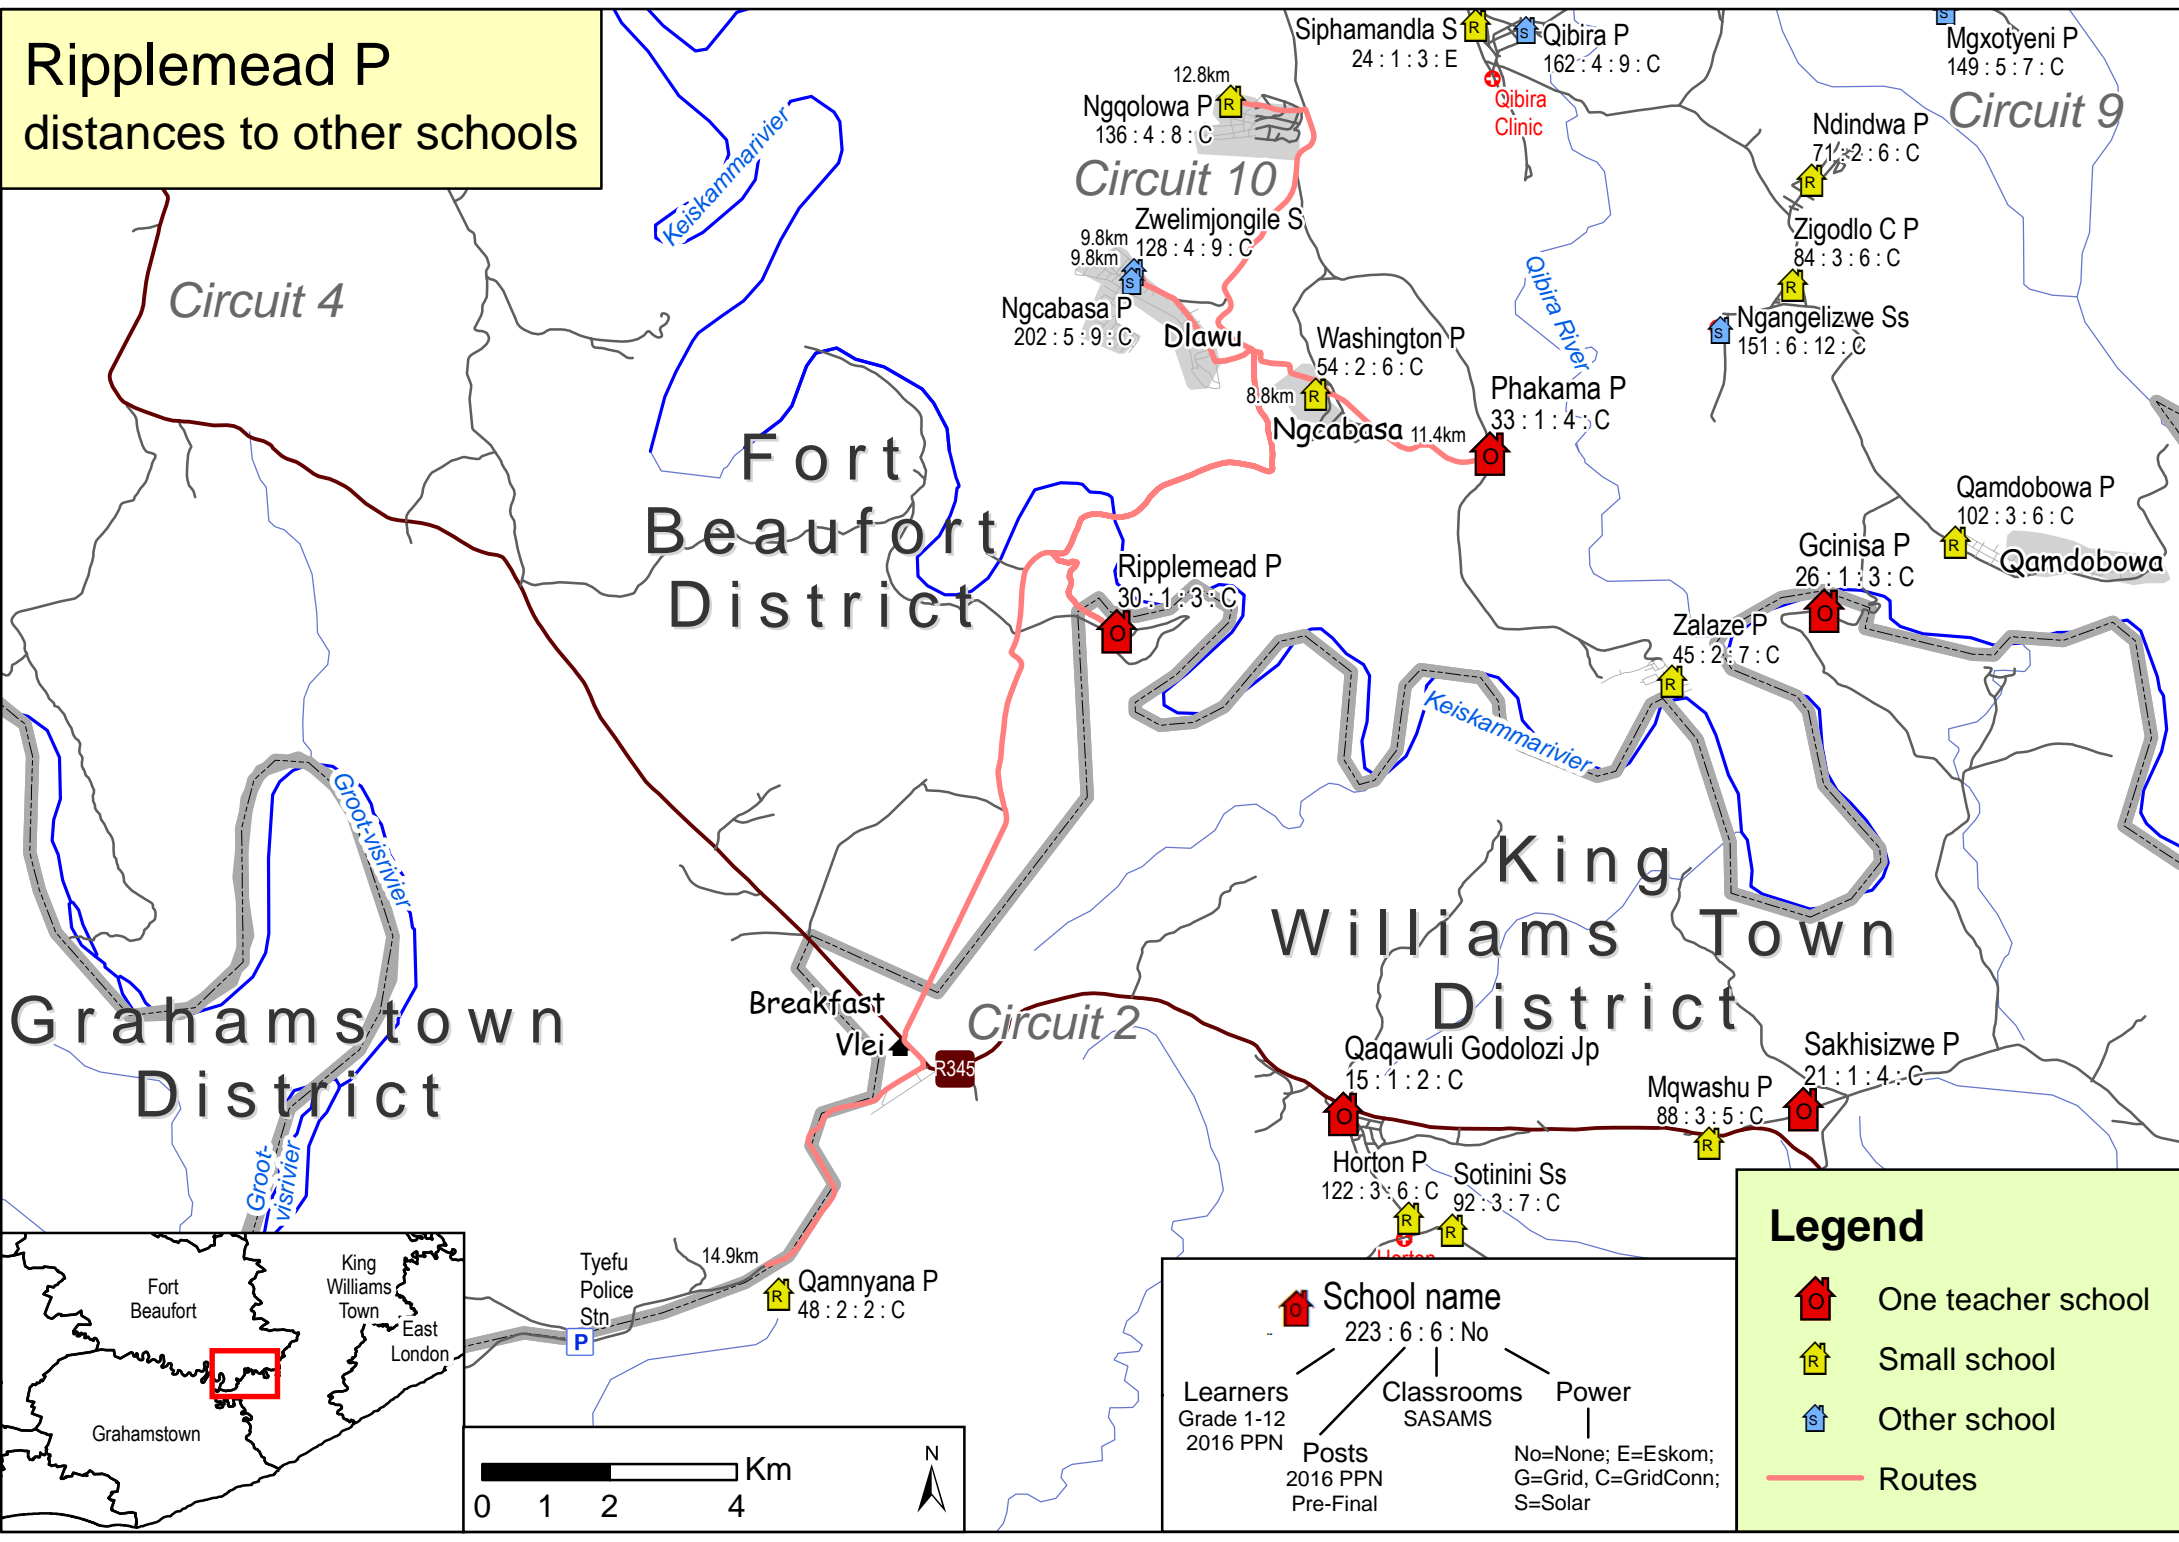 Ripplemead P
distances to other schools
Siphamandla S
24 : 1 : 3 : E
Qibira P
162 : 4 : 9 : C
Qibira
Clinic
Mgxotyeni P
149 : 5 : 7 : C
Circuit 9
12.8km
Ngqolowa P
136 : 4 : 8 : C
Circuit 10
Ndindwa P
71 : 2 : 6 : C
Keiskammarivier
Zwelimjongile S
128 : 4 : 9 : C
9.8km
9.8km
Ngcabasa P
202 : 5 : 9 : C
Dlawu
Zigodlo C P
84 : 3 : 6 : C
Qibira River
Ngangelizwe Ss
151 : 6 : 12 : C
Circuit 4
Washington P
54 : 2 : 6 : C
8.8km
Ngcabasa
11.4km
Phakama P
33 : 1 : 4 : C
Fort
Beaufort
District
Qamdobowa P
102 : 3 : 6 : C
Qamdobowa
Gcinisa P
26 : 1 : 3 : C
Ripplemead P
30 : 1 : 3 : C
Zalaze P
45 : 2 : 7 : C
Keiskammarivier
Groot-visrivier
King
Williams Town
District
Grahamstown
District
Breakfast
Vlei
Circuit 2
R345
Qaqawuli Godolozi Jp
15 : 1 : 2 : C
Sakhisizwe P
21 : 1 : 4 : C
Mqwashu P
88 : 3 : 5 : C
Groot-
visrivier
Horton P
122 : 3 : 6 : C
Sotinini Ss
92 : 3 : 7 : C
Horton
Tyefu
Police
Stn
P
14.9km
Qamnyana P
48 : 2 : 2 : C
Fort
Beaufort
King
Williams
Town
East
London
Grahamstown
Km
0 1 2 4
N
School name
223 : 6 : 6 : No
Learners
Grade 1-12
2016 PPN
Posts
2016 PPN
Pre-Final
Classrooms
SASAMS
Power
No=None; E=Eskom;
G=Grid, C=GridConn;
S=Solar
Legend
O One teacher school
R Small school
S Other school
Routes